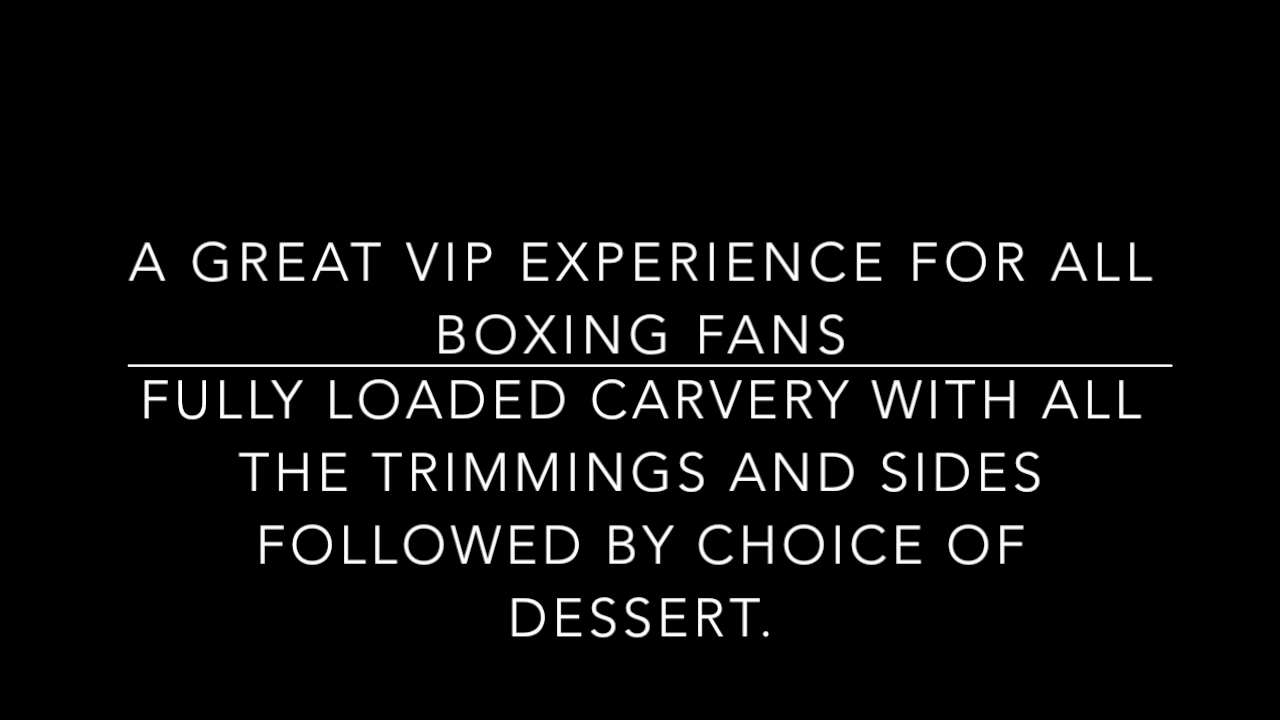 A GREAT VIP EXPERIENCE FOR ALL
BOXING FANS
FULLY LOADED CARVERY WITH ALL
THE TRIMMINGS AND SIDES
FOLLOWED BY CHOICE OF
DESSERT.